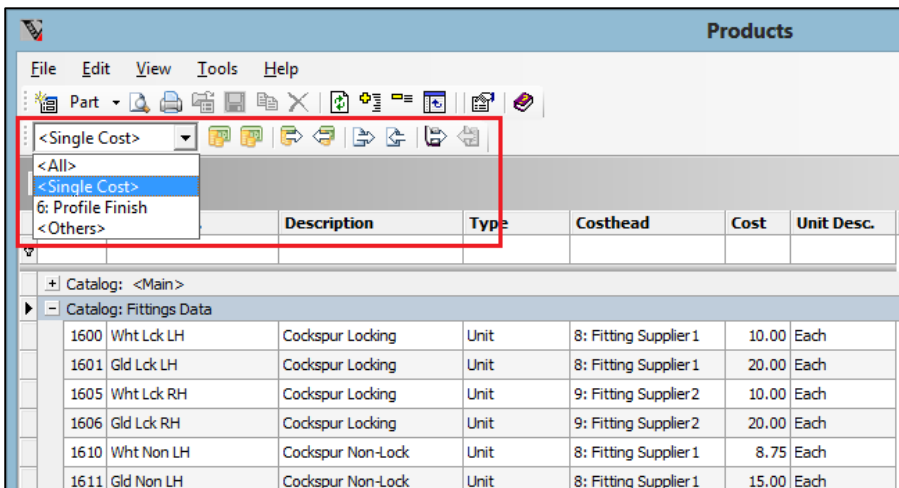 Products
File Edit View Tools Help
Part
<Single Cost>
<All>
<Single Cost>
6: Profile Finish
<Others>
Description Type Costhead Cost Unit Desc.
+ Catalog: <Main>
- Catalog: Fittings Data
1600 Wht Lck LH Cockspur Locking Unit 8: Fitting Supplier1 10.00 Each
1601 Gld Lck LH Cockspur Locking Unit 8: Fitting Supplier1 20.00 Each
1605 Wht Lck RH Cockspur Locking Unit 9: Fitting Supplier2 10.00 Each
1606 Gld Lck RH Cockspur Locking Unit 9: Fitting Supplier2 20.00 Each
1610 Wht Non LH Cockspur Non-Lock Unit 8: Fitting Supplier1 8.75 Each
1611 Gld Non LH Cockspur Non-Lock Unit 8: Fitting Supplier1 15.00 Each